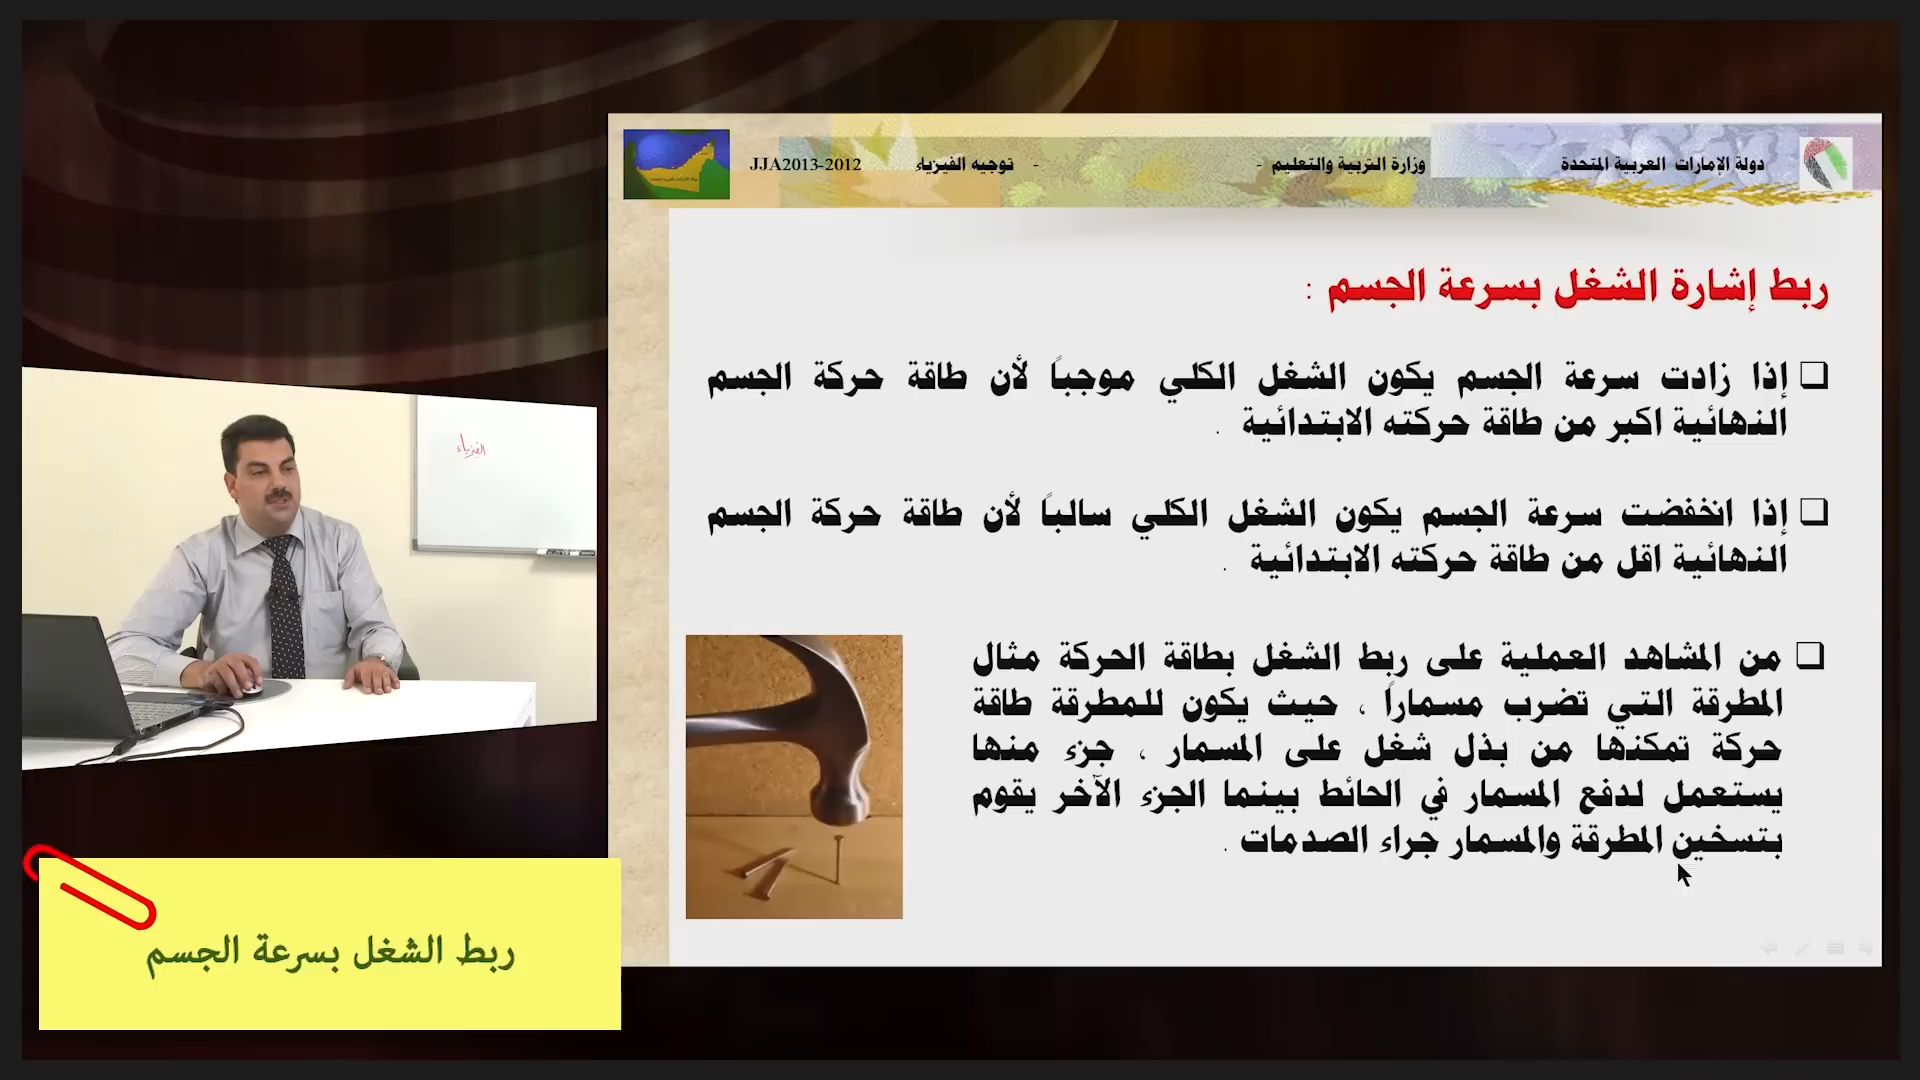 دولة الإمارات العربية المتحدة
وزارة التربية والتعليم -
توجيه الفيزياء -
JJA2013-2012
ربط إشارة الشغل بسرعة الجسم :
إذا زادت سرعة الجسم يكون الشغل الكلي موجباً لأن طاقة حركة الجسم
النهائية اكبر من طاقة حركته الابتدائية .
إذا انخفضت سرعة الجسم يكون الشغل الكلي سالباً لأن طاقة حركة الجسم
النهائية اقل من طاقة حركته الابتدائية .
من المشاهد العملية على ربط الشغل بطاقة الحركة مثال
المطرقة التي تضرب مسماراً ، حيث يكون للمطرقة طاقة
حركة تمكنها من بذل شغل على المسمار ، جزء منها
يستعمل لدفع المسمار في الحائط بينما الجزء الآخر يقوم
بتسخين المطرقة والمسمار جراء الصدمات .
الفيزياء
ربط الشغل بسرعة الجسم